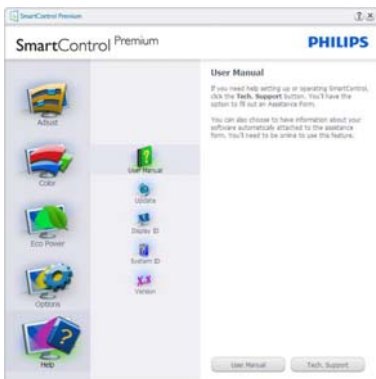 SmartControl Premium
SmartControl Premium
PHILIPS
Adjust
Color
Eco Power
Options
Help
User Manual
Update
Display ID
System ID
Version
User Manual
If you need help setting up or operating SmartControl,
click the Tech. Support button. You'll have the
option to fill out an Assistance Form.
You can also choose to have information about your
software automatically attached to the assistance
form. You'll need to be online to use this feature.
User Manual
Tech. Support